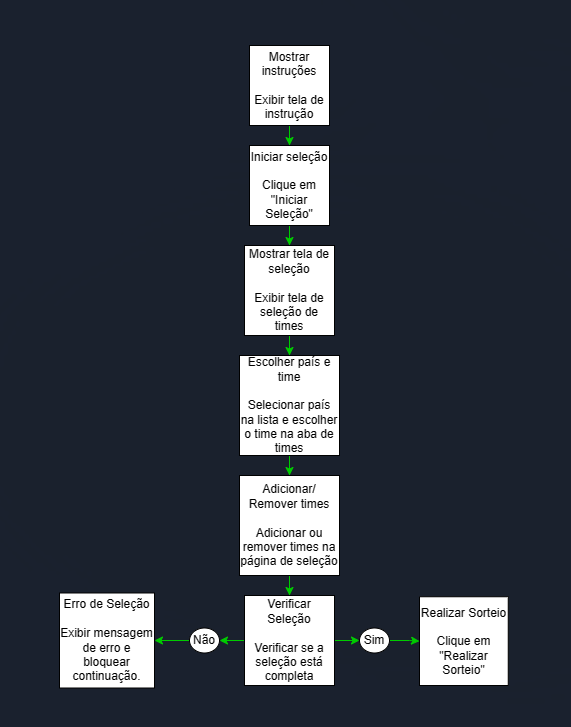 Mostrar
instruções
Exibir tela de
instrução
Iniciar seleção
Clique em
"Iniciar
Seleção"
Mostrar tela de
seleção
Exibir tela de
seleção de
times
Escolher país e
time
Selecionar país
na lista e escolher
o time na aba de
times
Adicionar/
Remover times
Adicionar ou
remover times na
página de seleção
Verificar
Seleção
Verificar se a
seleção está
completa
Não
Erro de Seleção
Exibir mensagem
de erro e
bloquear
continuação.
Sim
Realizar Sorteio
Clique em
"Realizar
Sorteio"